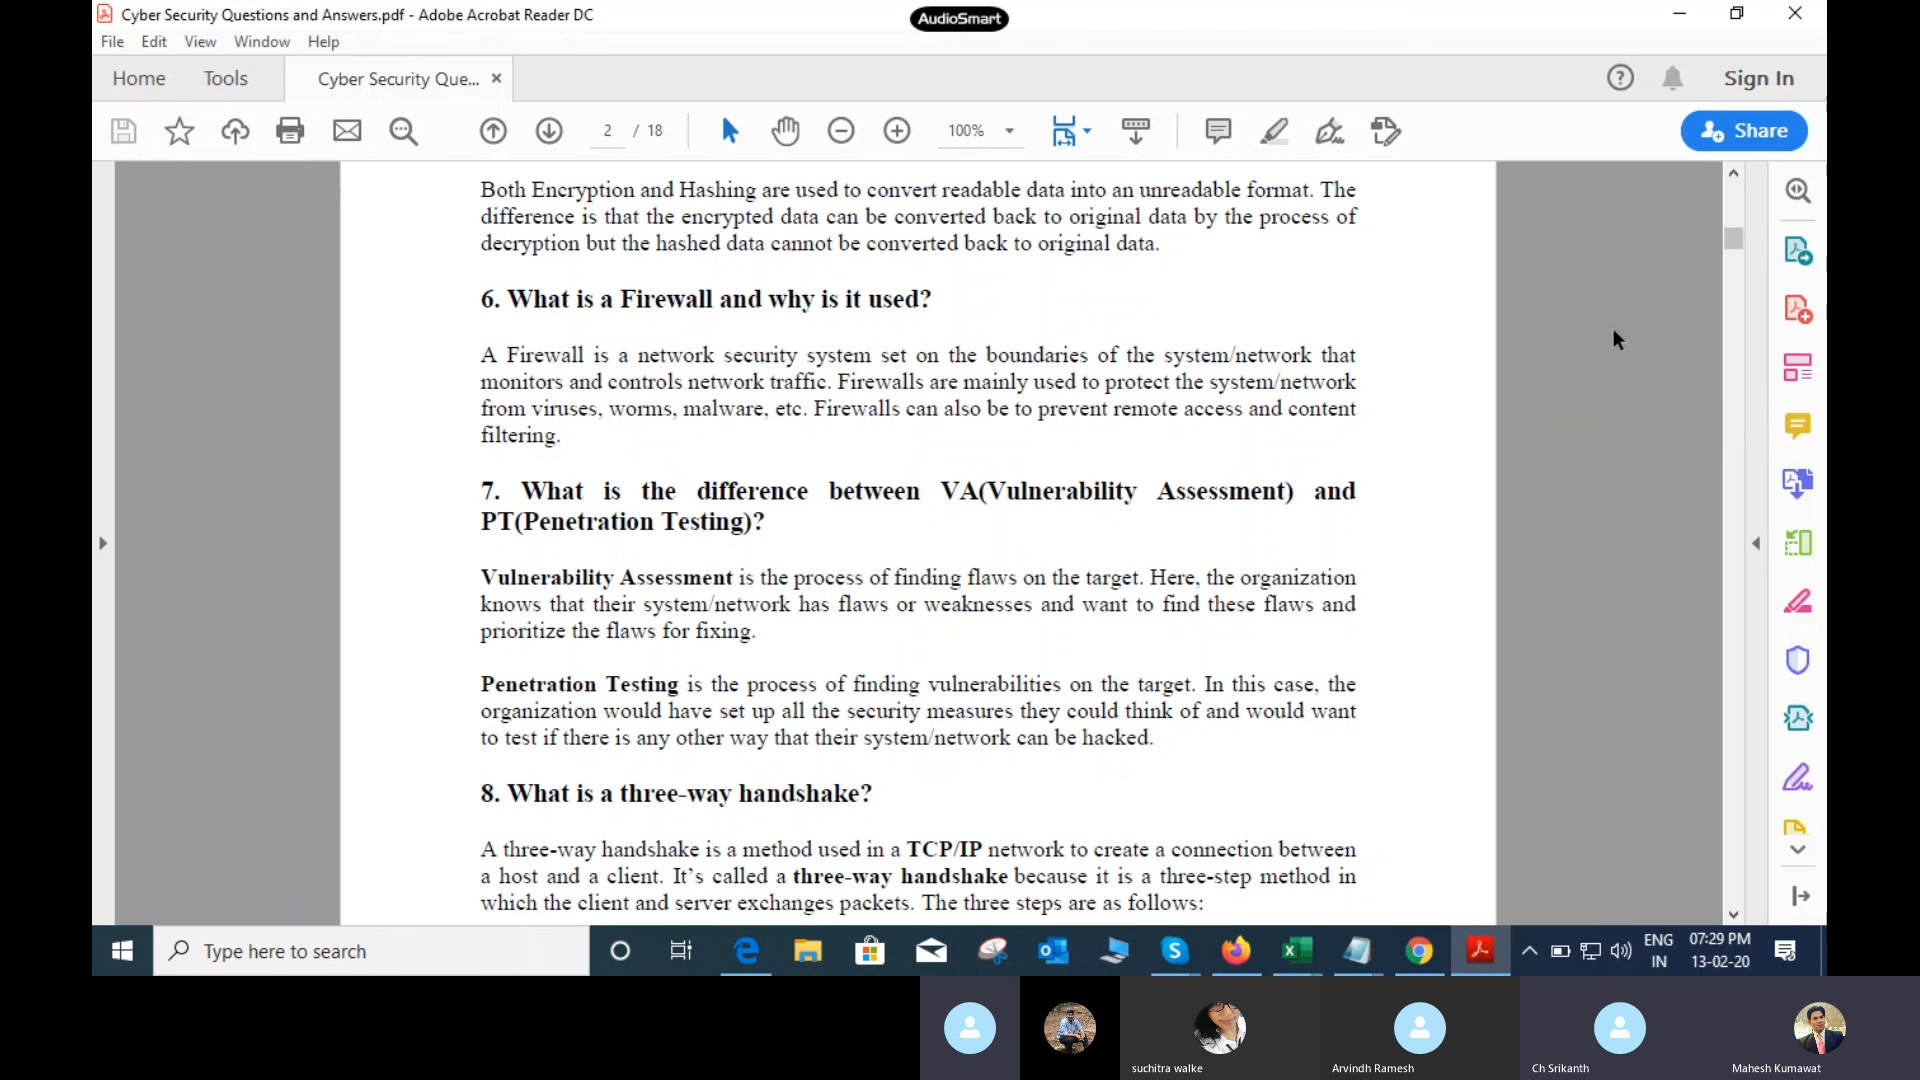 Cyber Security Questions and Answers.pdf - Adobe Acrobat Reader DC
AudioSmart
File Edit View Window Help
Home Tools Cyber Security Que... Sign In
2 / 18 100% Share
Both Encryption and Hashing are used to convert readable data into an unreadable format. The
difference is that the encrypted data can be converted back to original data by the process of
decryption but the hashed data cannot be converted back to original data.
6. What is a Firewall and why is it used?
A Firewall is a network security system set on the boundaries of the system/network that
monitors and controls network traffic. Firewalls are mainly used to protect the system/network
from viruses, worms, malware, etc. Firewalls can also be to prevent remote access and content
filtering.
7. What is the difference between VA(Vulnerability Assessment) and
PT(Penetration Testing)?
Vulnerability Assessment is the process of finding flaws on the target. Here, the organization
knows that their system/network has flaws or weaknesses and want to find these flaws and
prioritize the flaws for fixing.
Penetration Testing is the process of finding vulnerabilities on the target. In this case, the
organization would have set up all the security measures they could think of and would want
to test if there is any other way that their system/network can be hacked.
8. What is a three-way handshake?
A three-way handshake is a method used in a TCP/IP network to create a connection between
a host and a client. It’s called a three-way handshake because it is a three-step method in
which the client and server exchanges packets. The three steps are as follows:
Type here to search
ENG 07:29 PM
IN 13-02-20
suchitra walke Arvindh Ramesh Ch Srikanth Mahesh Kumawat